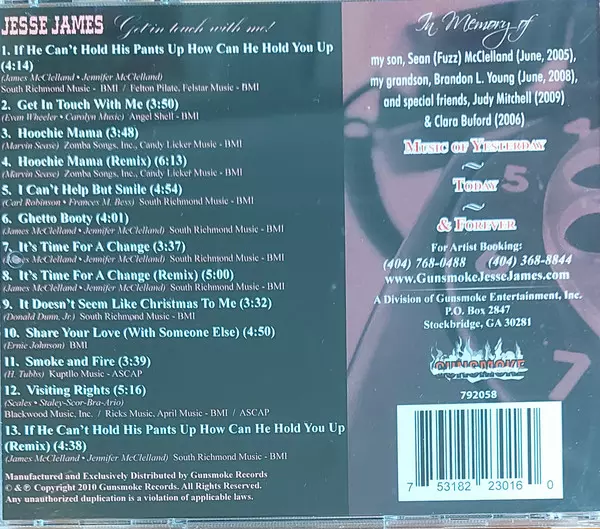 JESSE JAMES Get in touch with me!
1. If He Can't Hold His Pants Up How Can He Hold You Up
(4:14)
(James McClelland • Jennifer McClelland)
South Richmond Music - BMI / Felton Pilate, Felstar Music - BMI
2. Get In Touch With Me (3:50)
(Evan Wheeler • Carolyn Music) Angel Shell - BMI
3. Hoochie Mama (3:48)
(Marvin Sease) Zomba Songs, Inc., Candy Licker Music - BMI
4. Hoochie Mama (Remix) (6:13)
(Marvin Sease) Zomba Songs, Inc., Candy Licker Music - BMI
5. I Can't Help But Smile (4:54)
(Carl Robinson • Frances M. Bess) South Richmond Music - BMI
6. Ghetto Booty (4:01)
(James McClelland • Jennifer McClelland) South Richmond Music - BMI
7. It's Time For A Change (3:37)
(James McClelland • Jennifer McClelland) South Richmond Music - BMI
8. It's Time For A Change (Remix) (5:00)
(James McClelland • Jennifer McClelland) South Richmond Music - BMI
9. It Doesn't Seem Like Christmas To Me (3:32)
(Donald Dunn, Jr.) South Richmond Music - BMI
10. Share Your Love (With Someone Else) (4:50)
(Ernie Johnson) BMI
11. Smoke and Fire (3:39)
(H. Tubbs) Kuptllo Music - ASCAP
12. Visiting Rights (5:16)
(Scales • Staley-Scor-Bra-Ario)
Blackwood Music, Inc. / Ricks Music, April Music - BMI / ASCAP
13. If He Can't Hold His Pants Up How Can He Hold You Up
(Remix) (4:38)
(James McClelland • Jennifer McClelland) South Richmond Music - BMI
Manufactured and Exclusively Distributed by Gunsmoke Records
© & ℗ Copyright 2010 Gunsmoke Records. All Rights Reserved.
Any unauthorized duplication is a violation of applicable laws.
In Memory of
my son, Sean (Fuzz) McClelland (June, 2005),
my grandson, Brandon L. Young (June, 2008),
and special friends, Judy Mitchell (2009)
& Clara Buford (2006)
Music of Yesterday
~
Today
~
& Forever
For Artist Booking:
(404) 768-0488 (404) 368-8844
www.GunsmokeJesseJames.com
A Division of Gunsmoke Entertainment, Inc.
P.O. Box 2847
Stockbridge, GA 30281
GUNSMOKE
792058
7 53182 23016 0
5
8
7